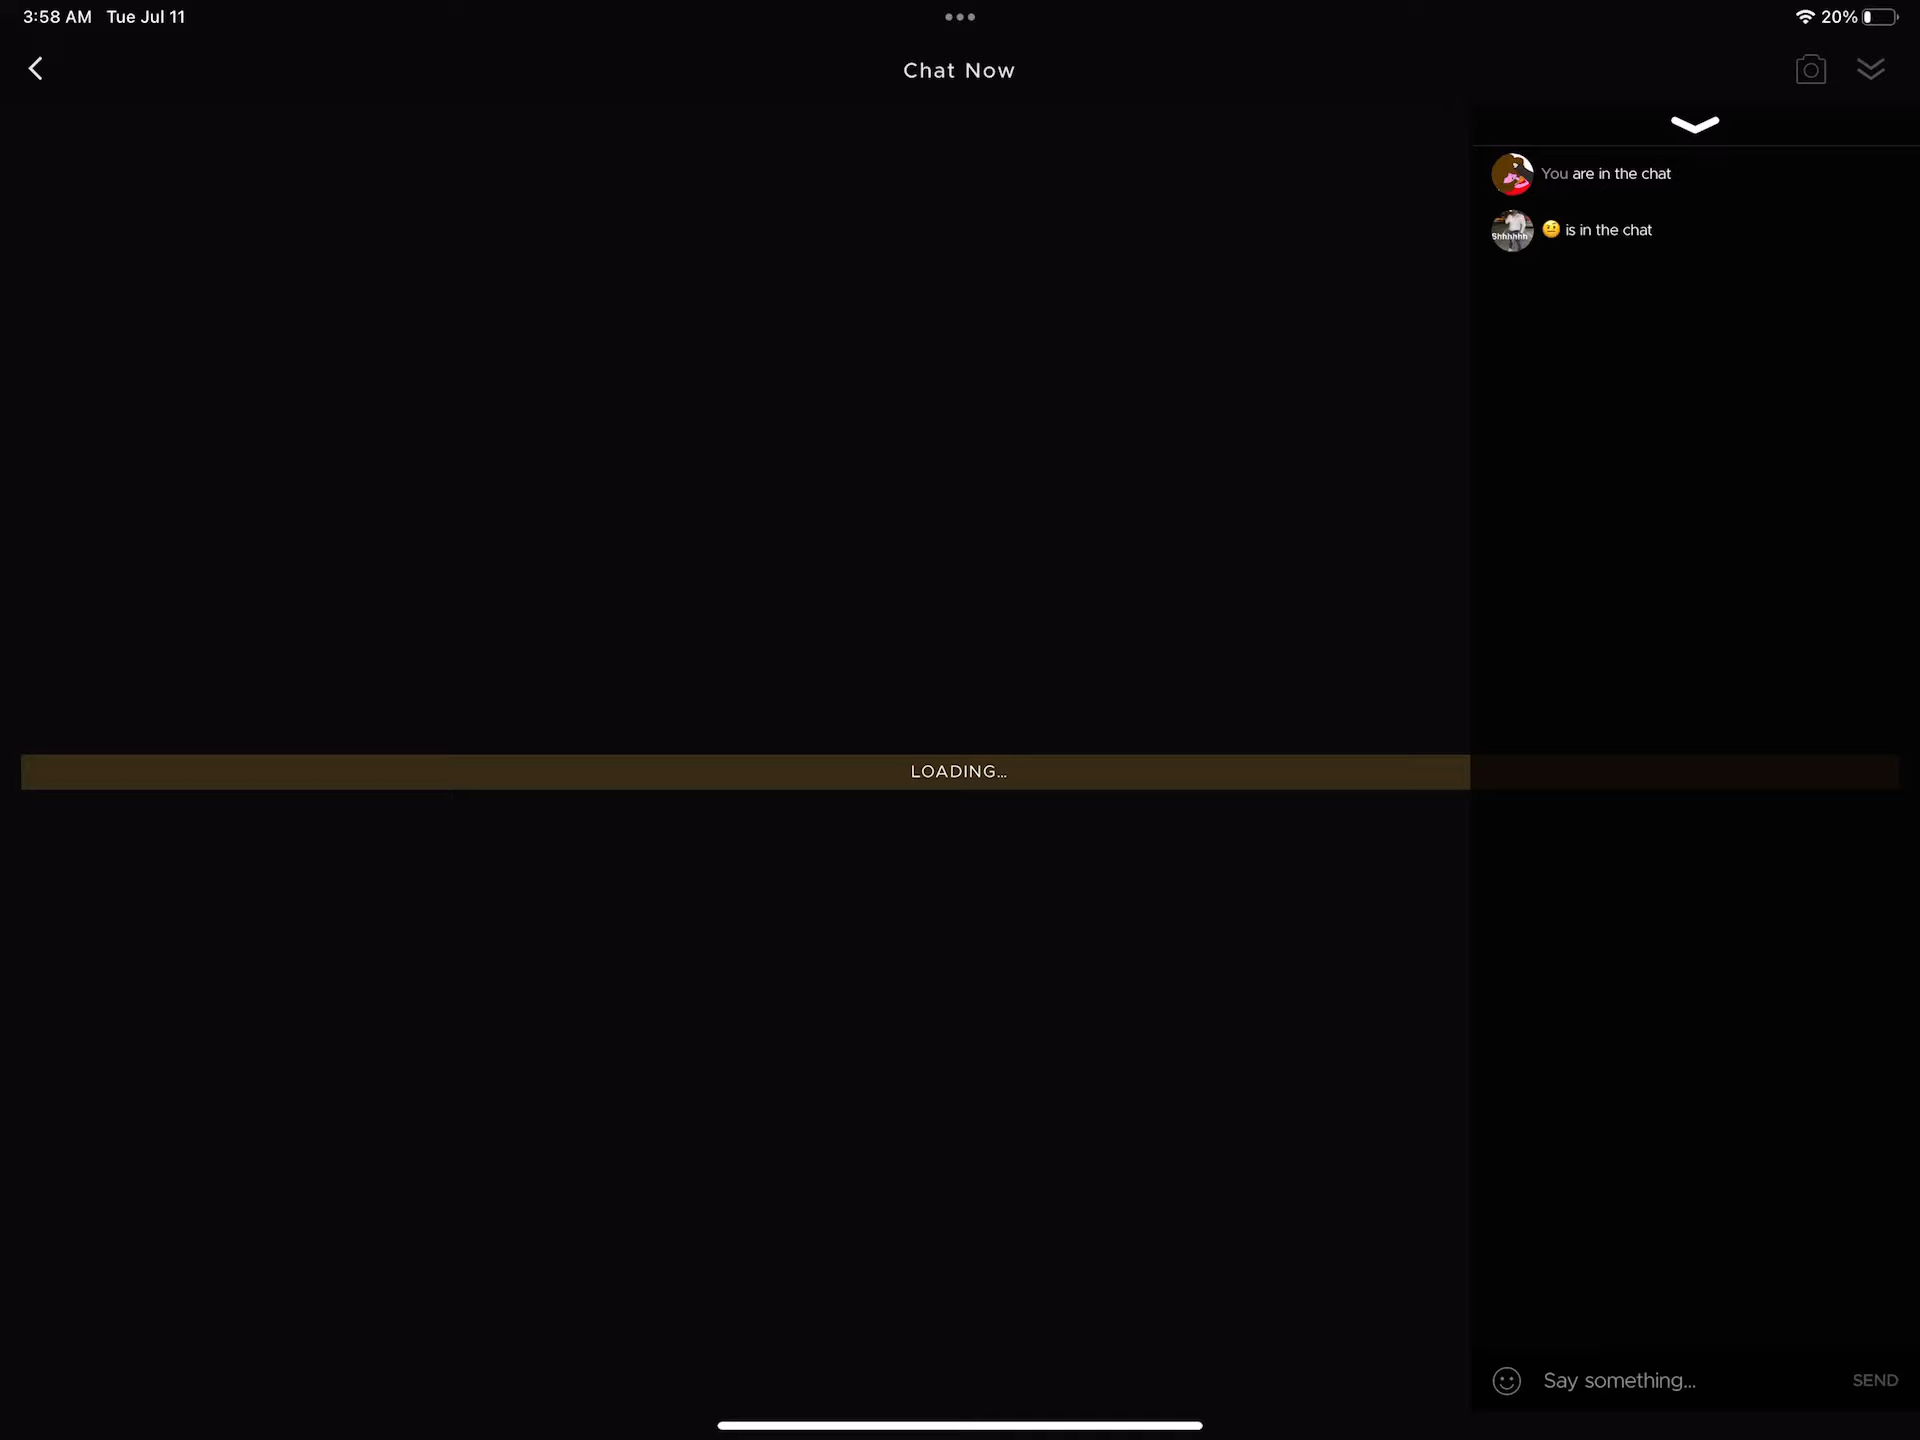 3:58 AM Tue Jul 11
20%
Chat Now
You are in the chat
Shhhhhh
🤨 is in the chat
LOADING...
Say something...
SEND